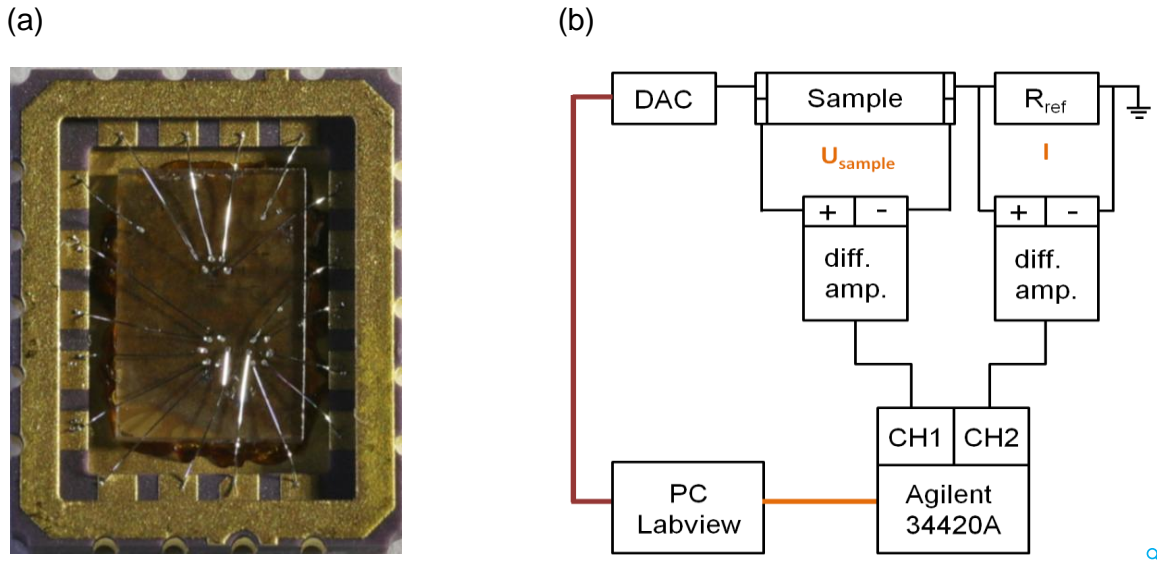 (a)
(b)
DAC
Sample
Rref
Usample
I
+ -
+ -
diff.
amp.
diff.
amp.
CH1 CH2
PC
Labview
Agilent
34420A
a